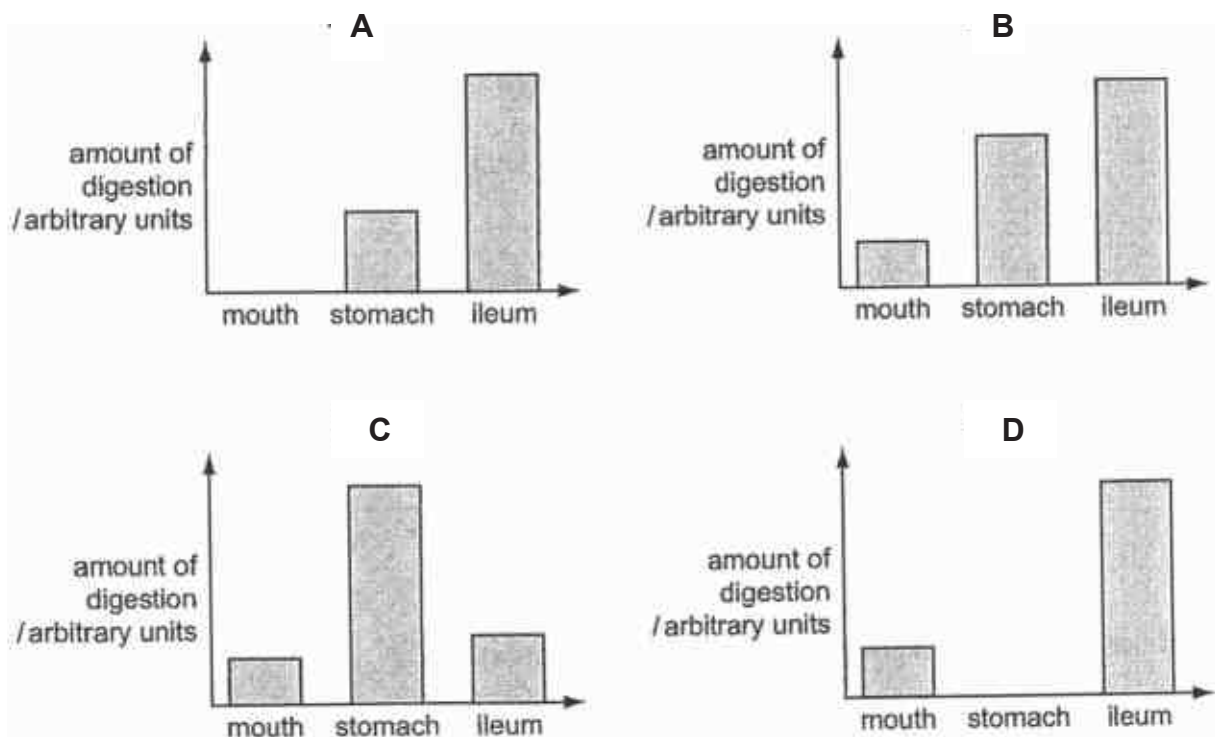 A
amount of
digestion
/arbitrary units
mouth stomach ileum
B
amount of
digestion
/arbitrary units
mouth stomach ileum
C
amount of
digestion
/arbitrary units
mouth stomach ileum
D
amount of
digestion
/arbitrary units
mouth stomach ileum